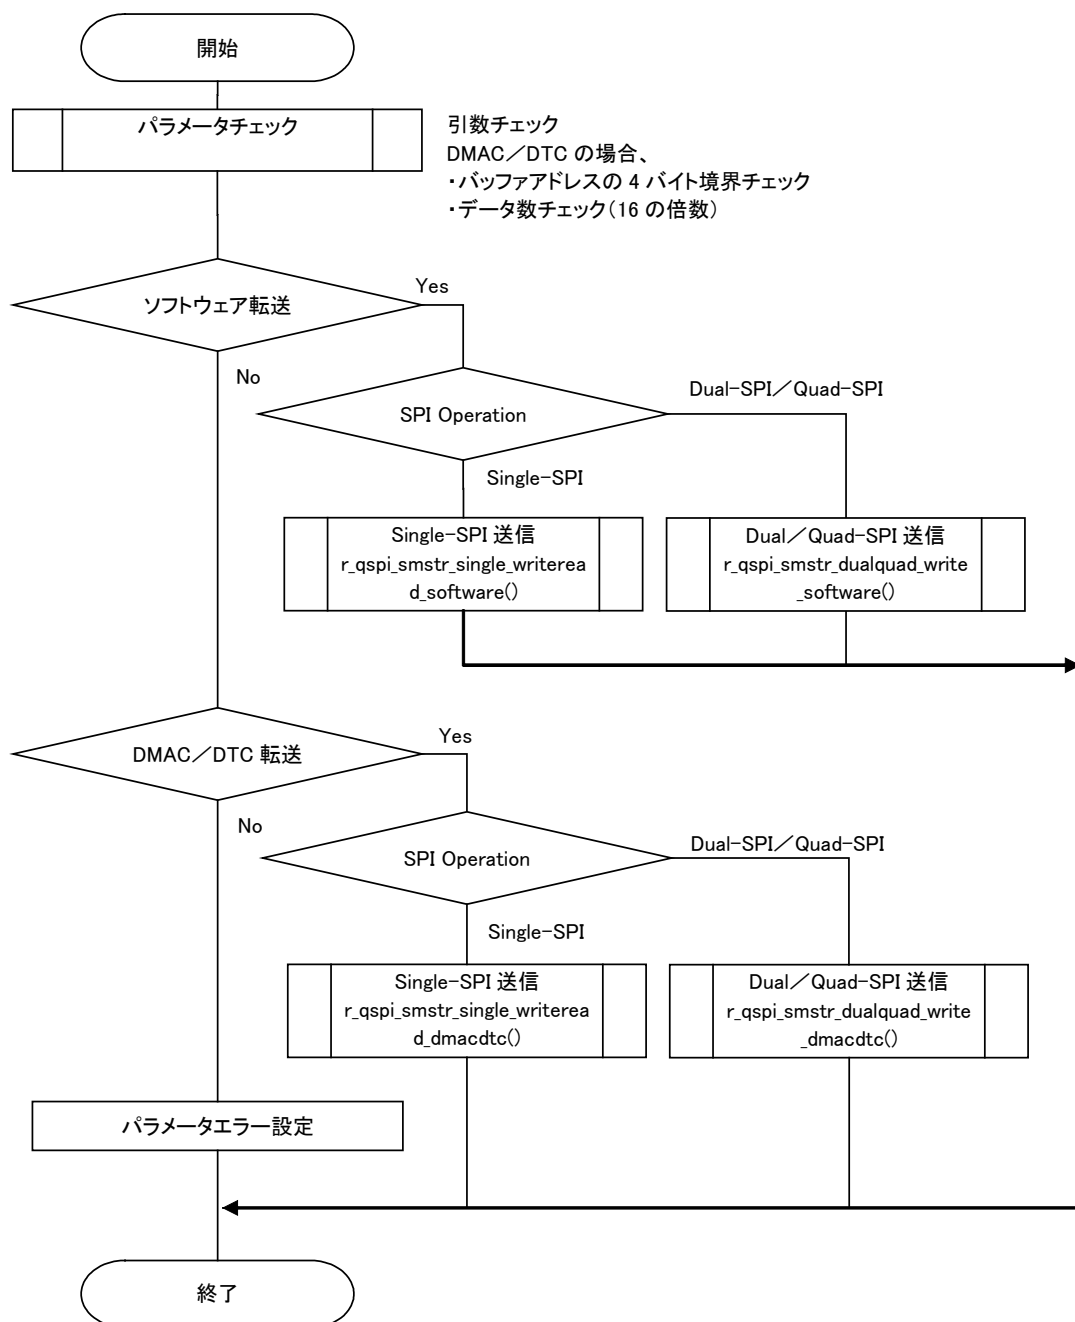 開始
パラメータチェック
引数チェック
DMAC／DTC の場合、
・バッファアドレスの 4 バイト境界チェック
・データ数チェック（16 の倍数）
ソフトウェア転送
Yes
No
SPI Operation
Dual-SPI／Quad-SPI
Single-SPI
Single-SPI 送信
r_qspi_smstr_single_writerea
d_software()
Dual／Quad-SPI 送信
r_qspi_smstr_dualquad_write
_software()
DMAC／DTC 転送
Yes
No
SPI Operation
Dual-SPI／Quad-SPI
Single-SPI
Single-SPI 送信
r_qspi_smstr_single_writerea
d_dmacdtc()
Dual／Quad-SPI 送信
r_qspi_smstr_dualquad_write
_dmacdtc()
パラメータエラー設定
終了